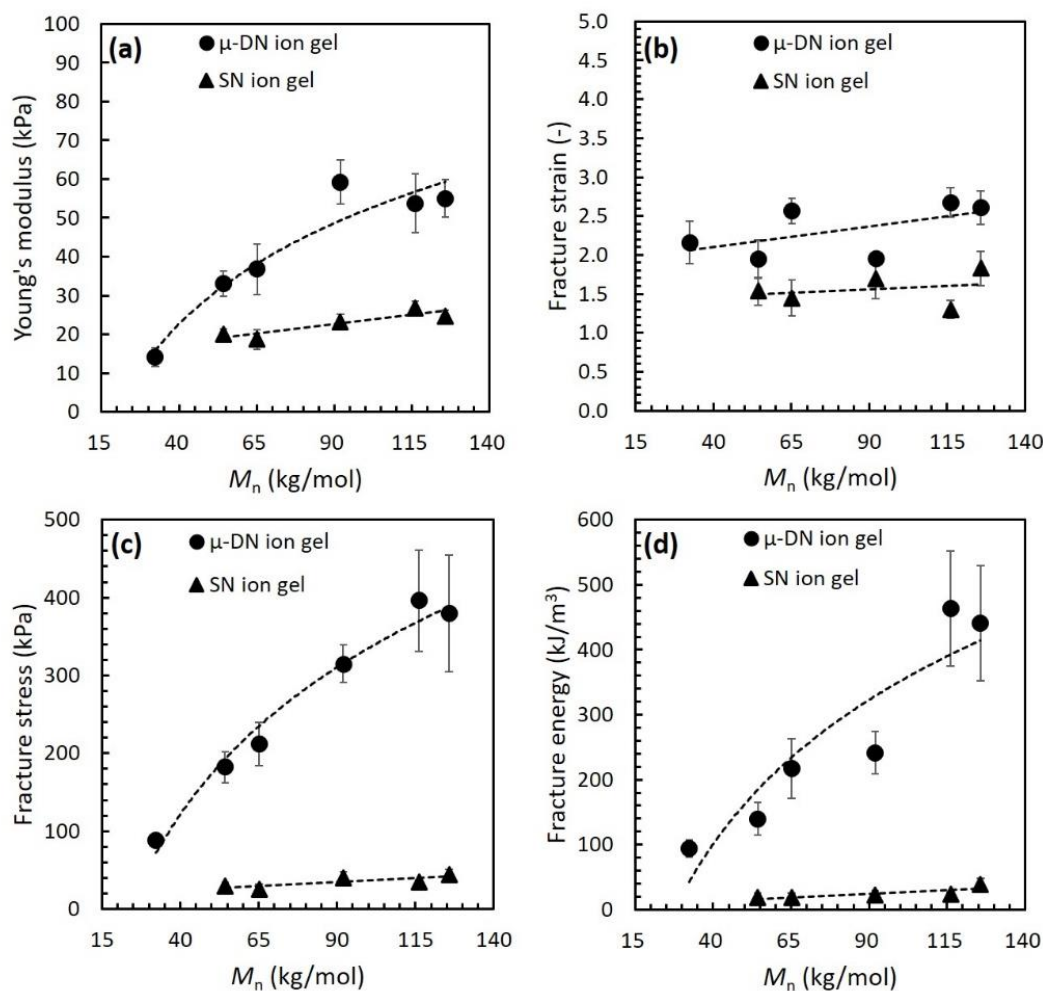 (a)
μ-DN ion gel
SN ion gel
Young's modulus (kPa)
100
90
80
70
60
50
40
30
20
10
0
15 40 65 90 115 140
Mn (kg/mol)
(b)
μ-DN ion gel
SN ion gel
Fracture strain (-)
5.0
4.5
4.0
3.5
3.0
2.5
2.0
1.5
1.0
0.5
0.0
15 40 65 90 115 140
Mn (kg/mol)
(c)
μ-DN ion gel
SN ion gel
Fracture stress (kPa)
500
400
300
200
100
0
15 40 65 90 115 140
Mn (kg/mol)
(d)
μ-DN ion gel
SN ion gel
Fracture energy (kJ/m³)
600
500
400
300
200
100
0
15 40 65 90 115 140
Mn (kg/mol)